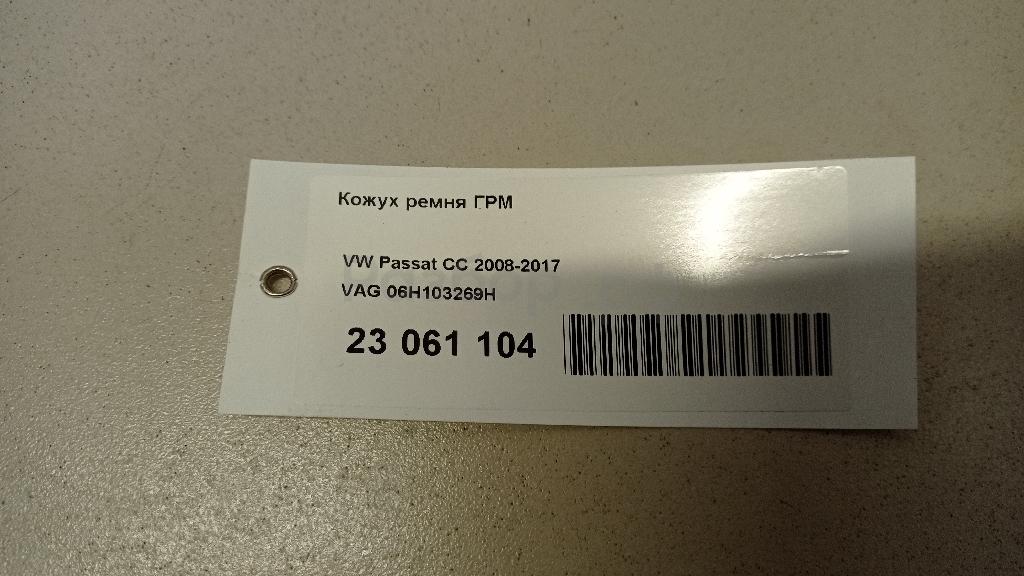 Кожух ремня ГРМ
VW Passat CC 2008-2017
VAG 06H103269H
23 061 104